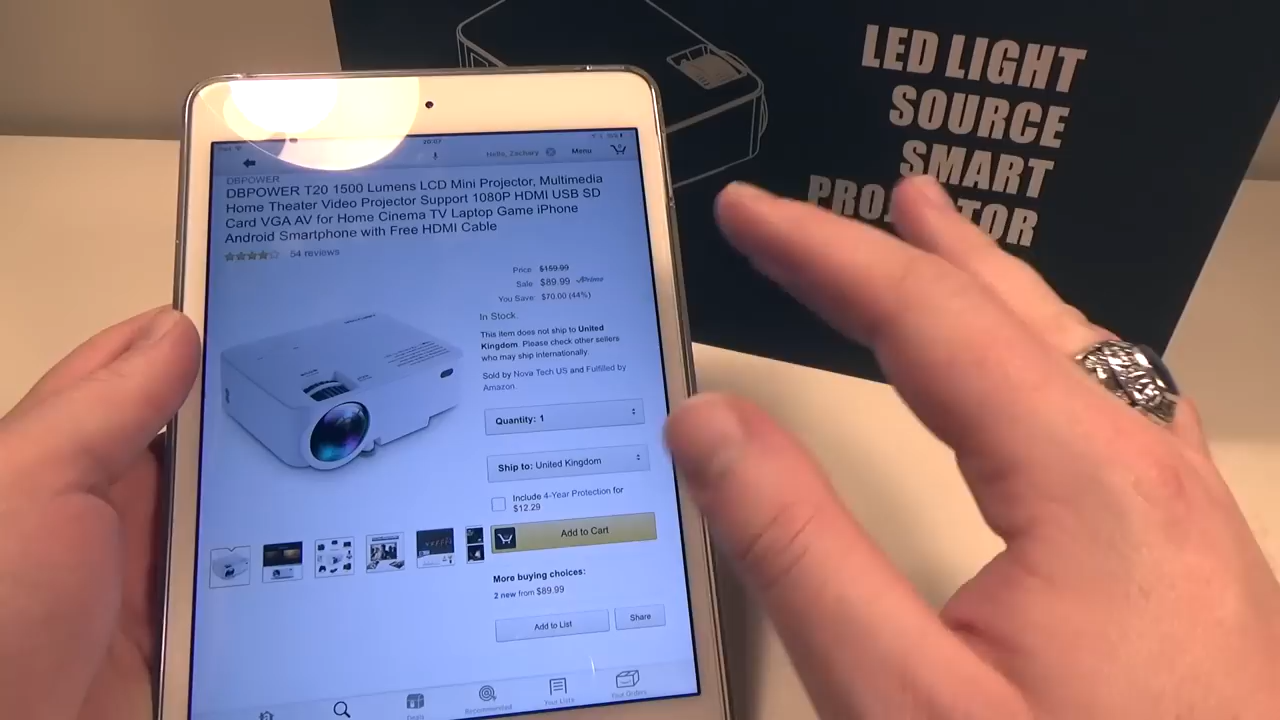 LED LIGHT
SOURCE
SMART
20:07
Hello, Zachary
Menu
DBPOWER
DBPOWER T20 1500 Lumens LCD Mini Projector, Multimedia
Home Theater Video Projector Support 1080P HDMI USB SD
Card VGA AV for Home Cinema TV Laptop Game iPhone
Android Smartphone with Free HDMI Cable
54 reviews
Price $159.99
Sale $89.99 Prime
You Save: $70.00 (44%)
In Stock.
This item does not ship to United
Kingdom. Please check other sellers
who may ship internationally.
Sold by Nova Tech US and Fulfilled by
Amazon.
Quantity: 1
Ship to: United Kingdom
Include 4-Year Protection for
$12.29
Add to Cart
More buying choices:
2 new from $89.99
Add to List
Share
Deals
Recommended
Your Lists
Your Orders